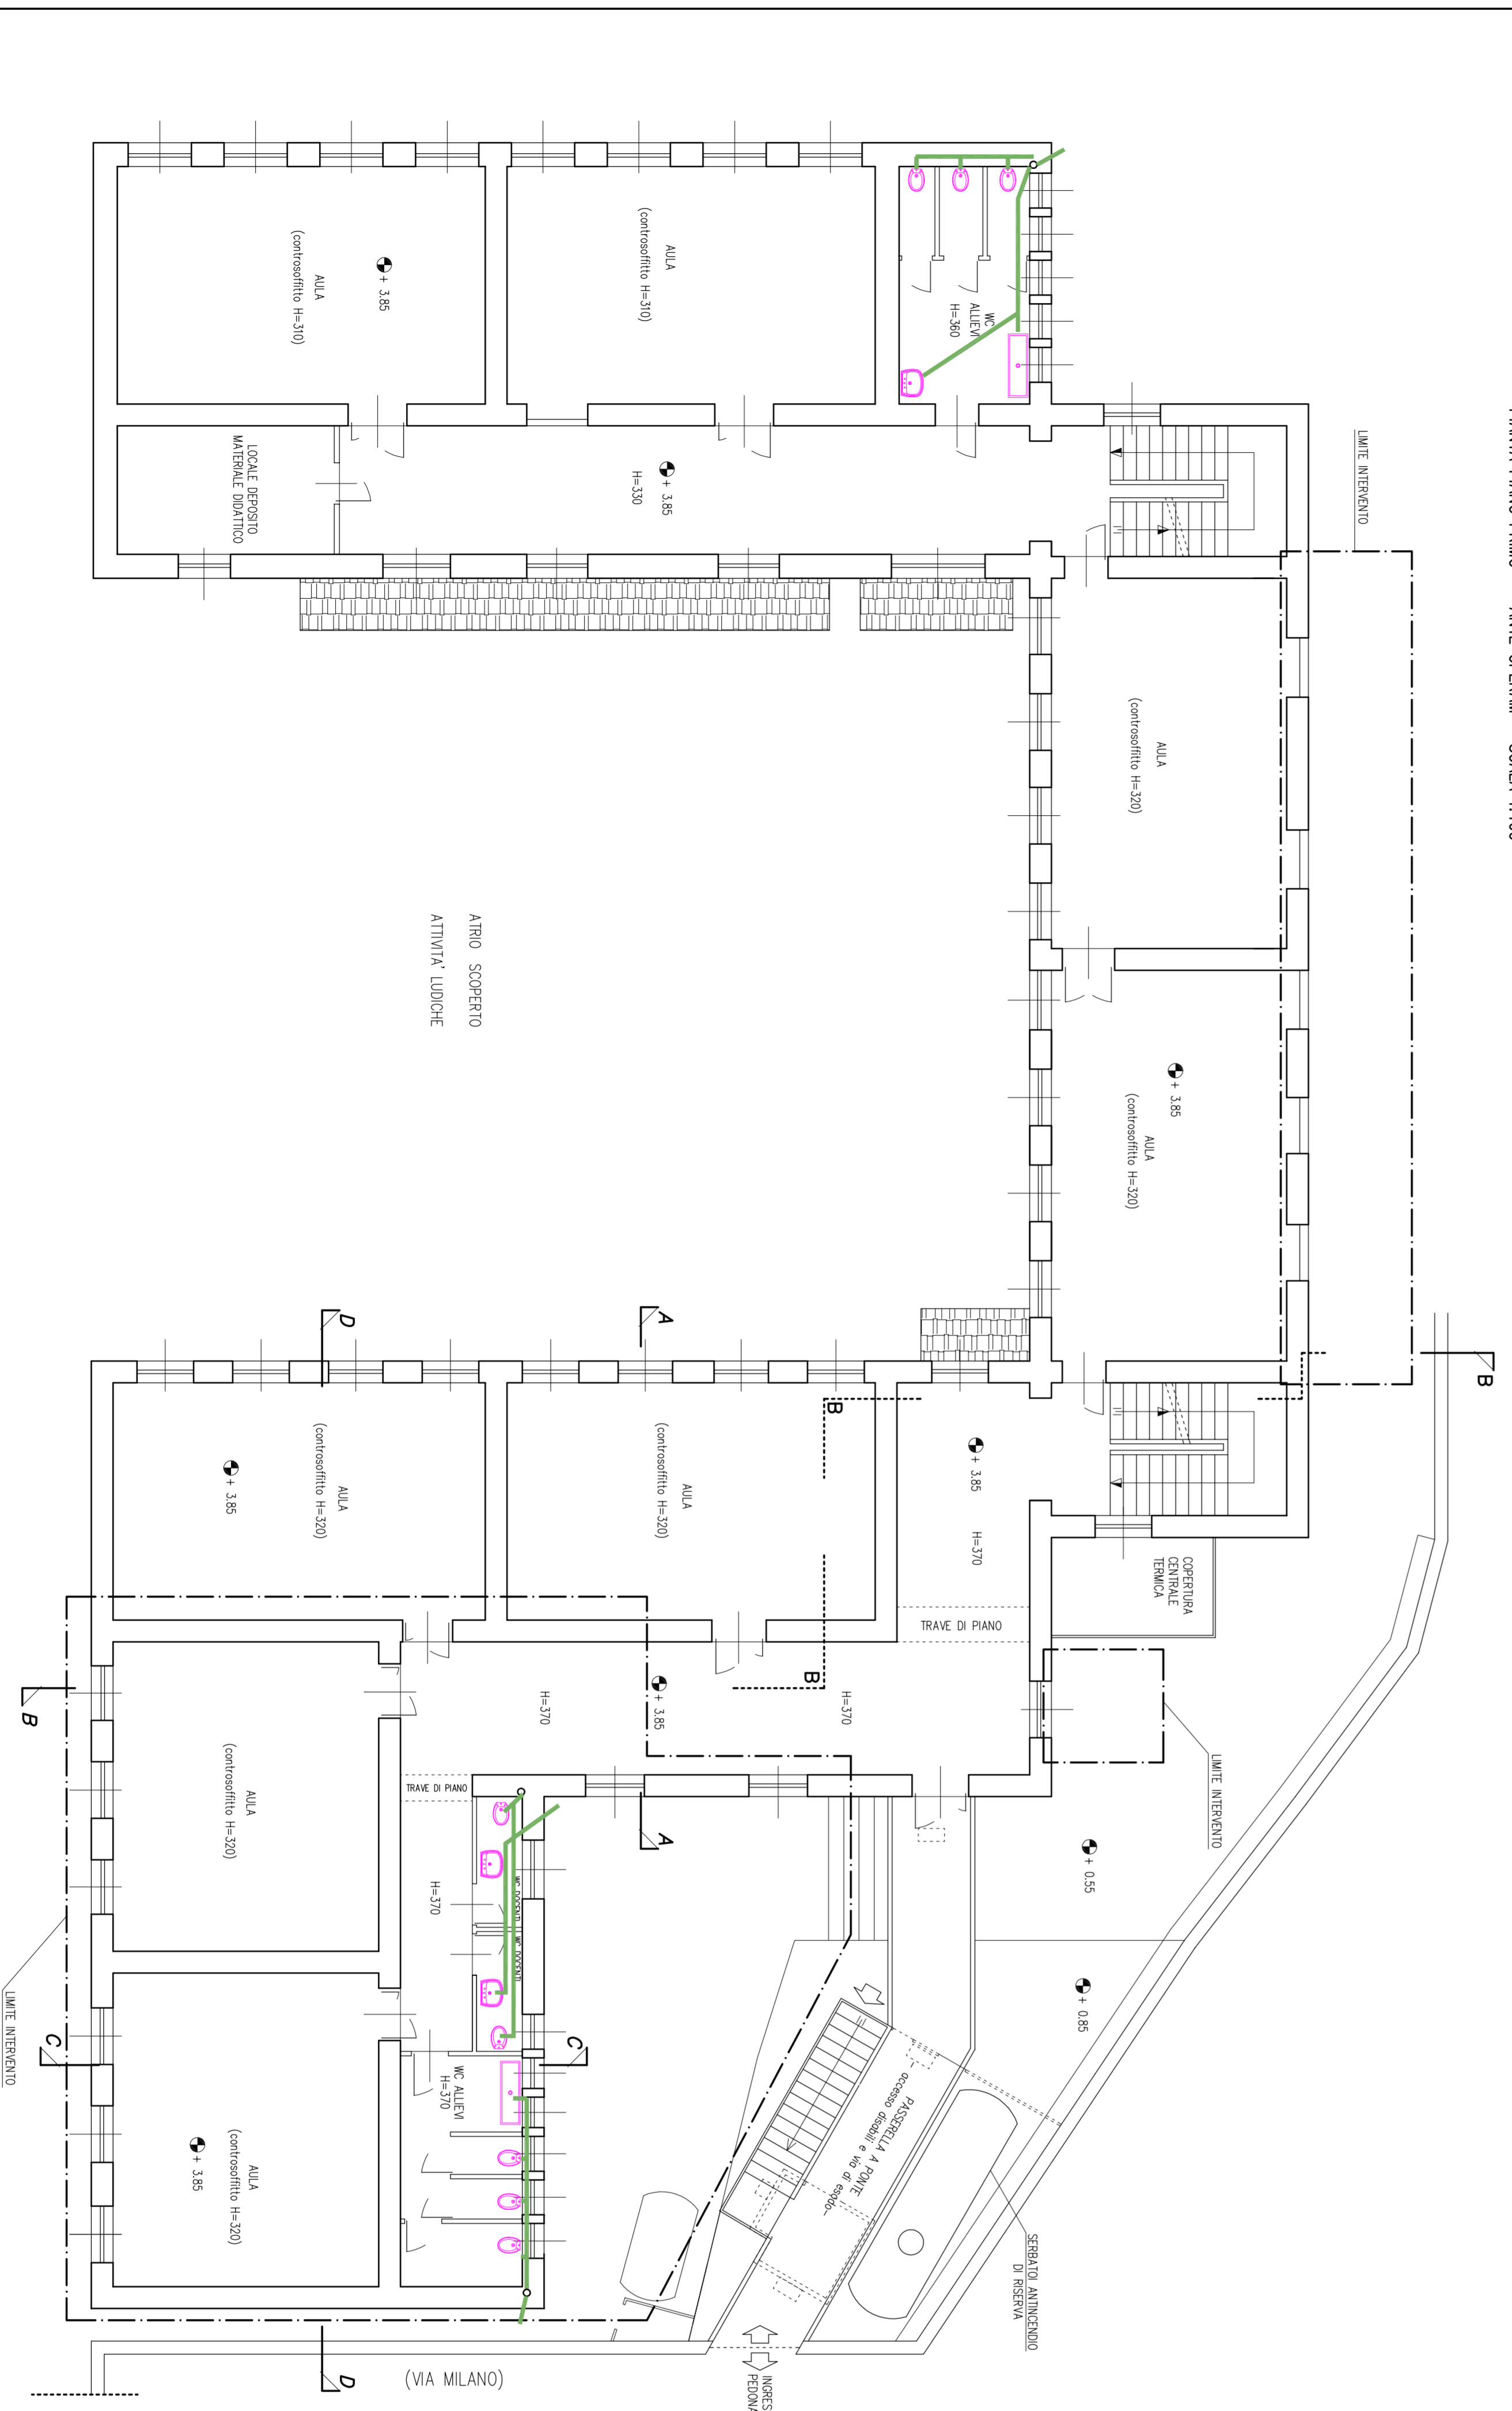 LIMITE INTERVENTO
AULA
(controsoffitto H=310)
+ 3.85
AULA
(controsoffitto H=310)
WC
ALLIEVI
H=360
LOCALE DEPOSITO
MATERIALE DIDATTICO
+ 3.85
H=330
AULA
(controsoffitto H=320)
ATRIO SCOPERTO
ATTIVITA' LUDICHE
+ 3.85
AULA
(controsoffitto H=320)
D
A
B
AULA
(controsoffitto H=320)
+ 3.85
AULA
(controsoffitto H=320)
B
+ 3.85
H=370
COPERTURA
CENTRALE
TERMICA
TRAVE DI PIANO
B
B
H=370
+ 3.85
H=370
LIMITE INTERVENTO
AULA
(controsoffitto H=320)
TRAVE DI PIANO
A
H=370
WC DOCENTI
WC DOCENTI
+ 0.55
+ 0.85
LIMITE INTERVENTO
C
C
WC ALLIEVI
H=370
AULA
(controsoffitto H=320)
+ 3.85
PASSERELLA A PONTE
- accesso disabili e via di esodo-
SERBATOI ANTINCENDIO
DI RISERVA
D
(VIA MILANO)